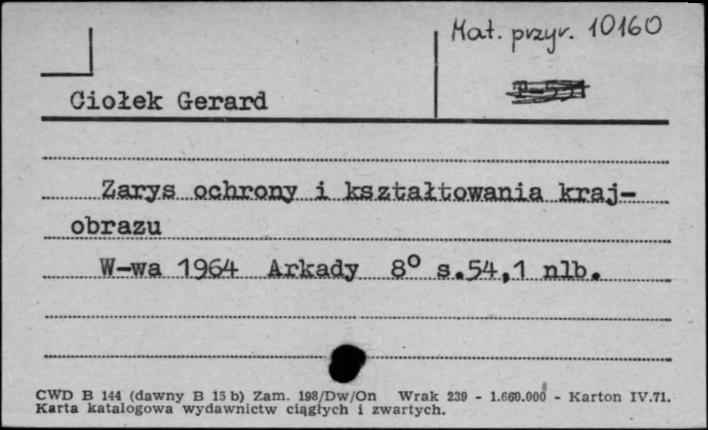 Mat. przyr. 10160
Ciołek Gerard
Zarys ochrony i kształtowania kraj-
obrazu
W-wa 1964 Arkady 8° s.54,1 nlb.
CWD B 144 (dawny B 15 b) Zam. 198/Dw/On Wrak 239 - 1.660.000 - Karton IV.71.
Karta katalogowa wydawnictw ciągłych i zwartych.